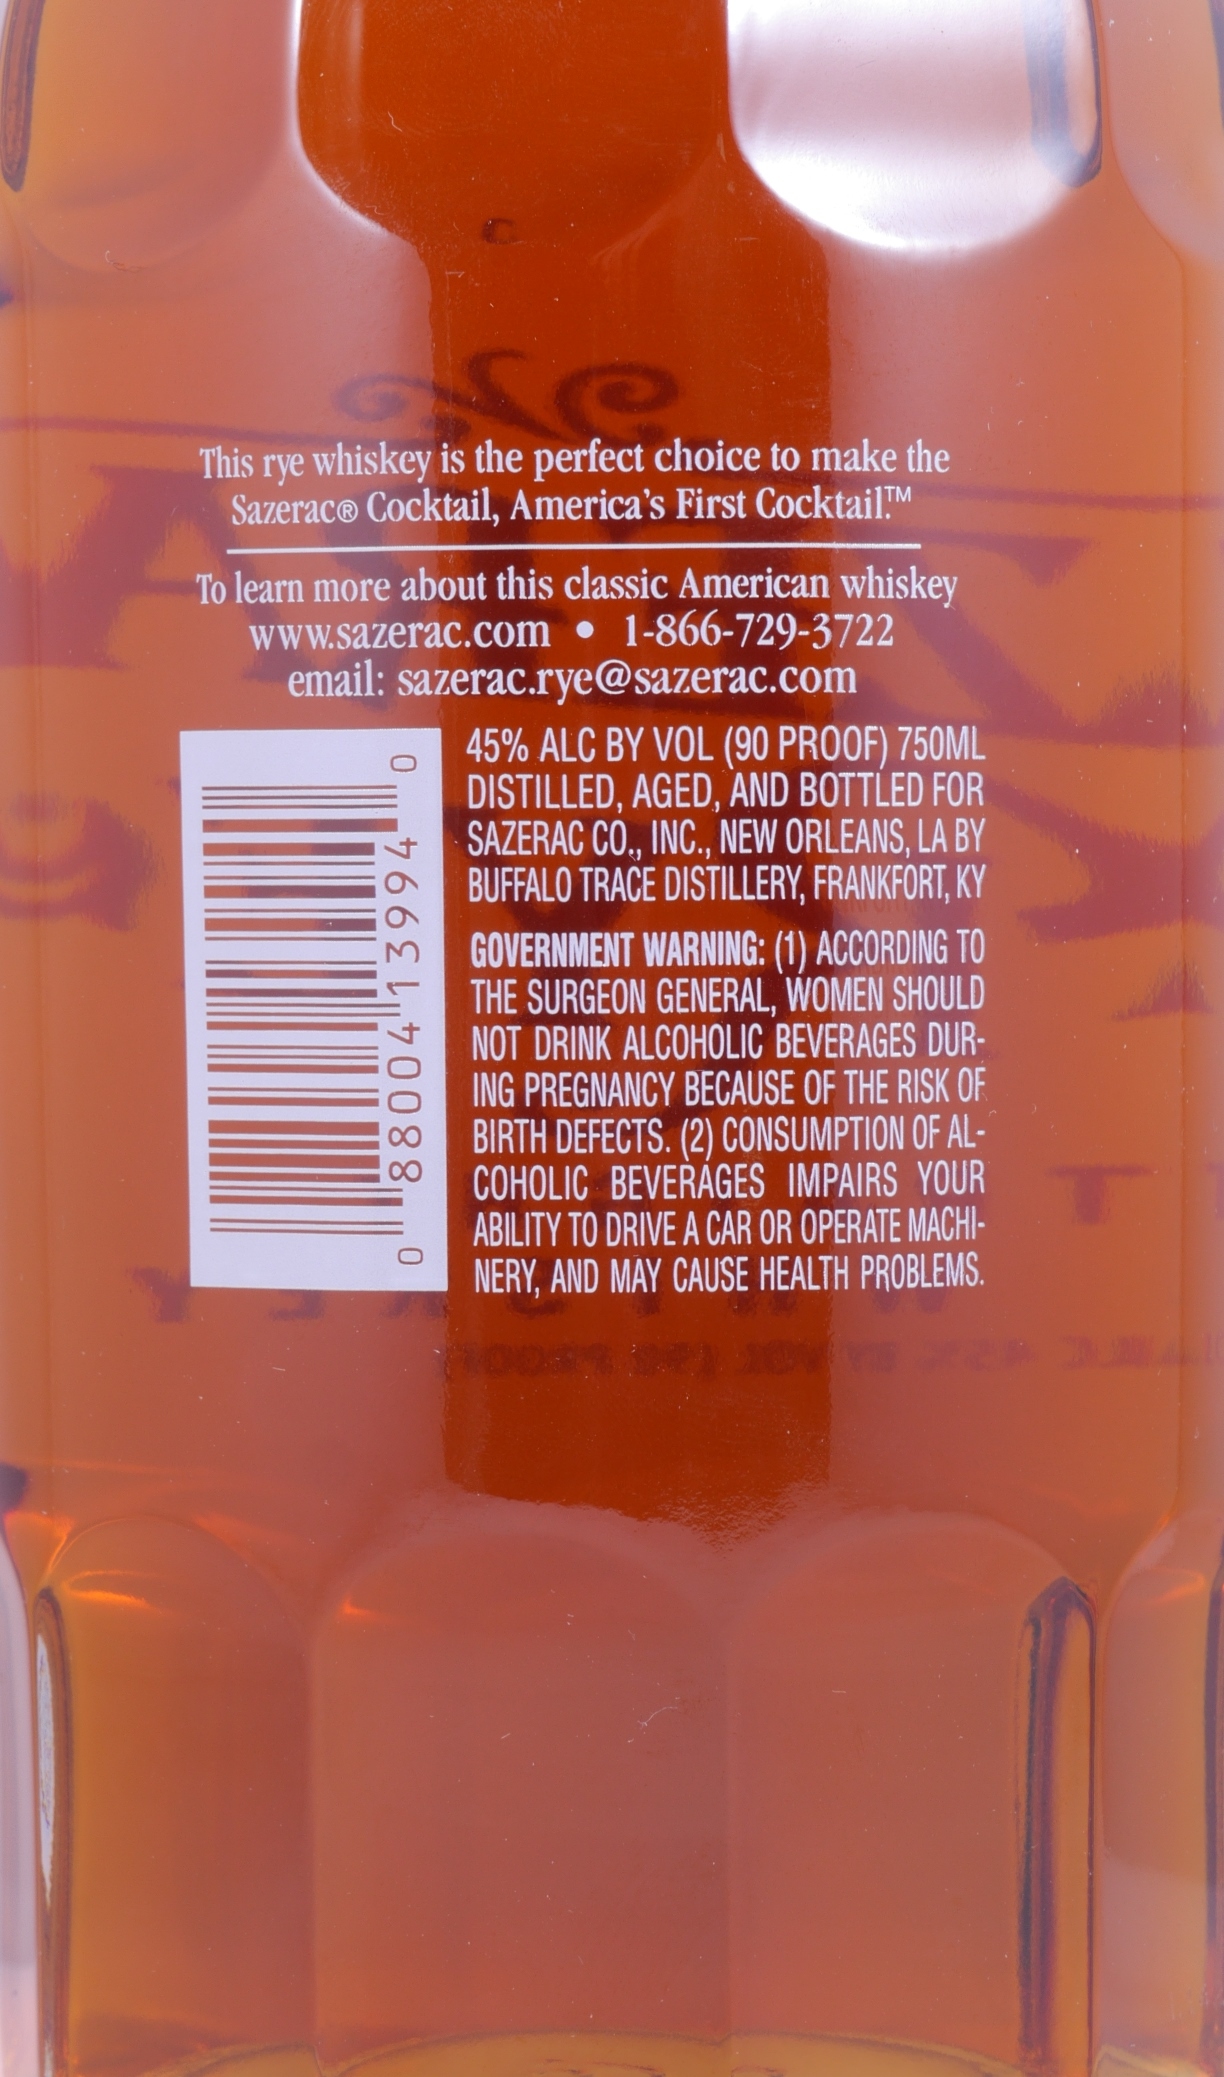 This rye whiskey is the perfect choice to make the
Sazerac® Cocktail, America's First Cocktail.™
To learn more about this classic American whiskey
www.sazerac.com • 1-866-729-3722
email: sazerac.rye@sazerac.com
0 88004 13994 0
45% ALC BY VOL (90 PROOF) 750ML
DISTILLED, AGED, AND BOTTLED FOR
SAZERAC CO., INC., NEW ORLEANS, LA BY
BUFFALO TRACE DISTILLERY, FRANKFORT, KY
GOVERNMENT WARNING: (1) ACCORDING TO
THE SURGEON GENERAL, WOMEN SHOULD
NOT DRINK ALCOHOLIC BEVERAGES DUR-
ING PREGNANCY BECAUSE OF THE RISK OF
BIRTH DEFECTS. (2) CONSUMPTION OF AL-
COHOLIC BEVERAGES IMPAIRS YOUR
ABILITY TO DRIVE A CAR OR OPERATE MACHI-
NERY, AND MAY CAUSE HEALTH PROBLEMS.